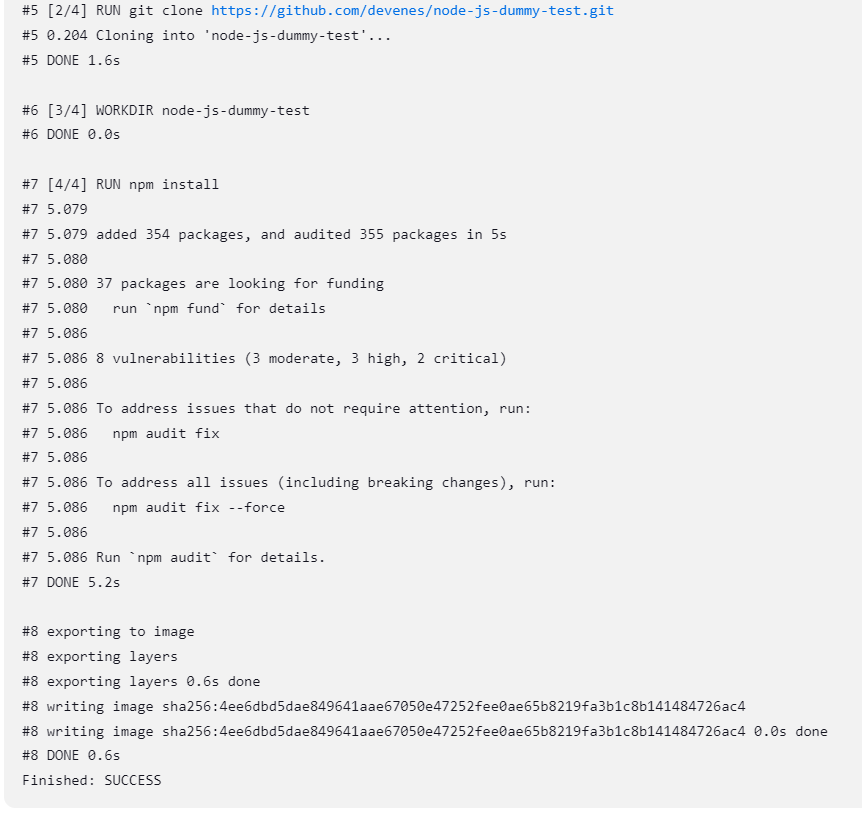 #5 [2/4] RUN git clone https://github.com/devenes/node-js-dummy-test.git
#5 0.204 Cloning into 'node-js-dummy-test'...
#5 DONE 1.6s
#6 [3/4] WORKDIR node-js-dummy-test
#6 DONE 0.0s
#7 [4/4] RUN npm install
#7 5.079
#7 5.079 added 354 packages, and audited 355 packages in 5s
#7 5.080
#7 5.080 37 packages are looking for funding
#7 5.080   run `npm fund` for details
#7 5.086
#7 5.086 8 vulnerabilities (3 moderate, 3 high, 2 critical)
#7 5.086
#7 5.086 To address issues that do not require attention, run:
#7 5.086   npm audit fix
#7 5.086
#7 5.086 To address all issues (including breaking changes), run:
#7 5.086   npm audit fix --force
#7 5.086
#7 5.086 Run `npm audit` for details.
#7 DONE 5.2s
#8 exporting to image
#8 exporting layers
#8 exporting layers 0.6s done
#8 writing image sha256:4ee6dbd5dae849641aae67050e47252fee0ae65b8219fa3b1c8b141484726ac4
#8 writing image sha256:4ee6dbd5dae849641aae67050e47252fee0ae65b8219fa3b1c8b141484726ac4 0.0s done
#8 DONE 0.6s
Finished: SUCCESS